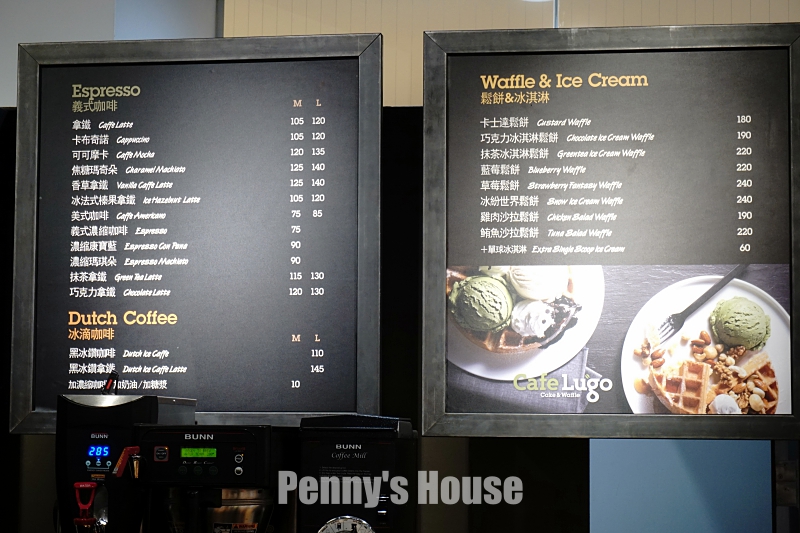 Espresso
義式咖啡
M L
拿鐵 Caffe Latte 105 120
卡布奇諾 Cappuccino 105 120
可可摩卡 Caffe Mocha 120 135
焦糖瑪奇朵 Charamel Machiato 125 140
香草拿鐵 Vanilla Caffe Latte 125 140
冰法式榛果拿鐵 Ice Hazelnut Latte 105 120
美式咖啡 Caffe Americano 75 85
義式濃縮咖啡 Espresso 75
濃縮康寶藍 Espresso Con Pana 90
濃縮瑪琪朵 Espresso Machiato 90
抹茶拿鐵 Green Tea Latte 115 130
巧克力拿鐵 Chocolate Latte 120 130
Dutch Coffee
冰滴咖啡
M L
黑冰鑽咖啡 Dutch Ice Caffe 110
黑冰鑽拿鐵 Dutch Ice Caffe Latte 145
加濃縮咖啡/加奶油/加糖漿 10
Waffle & Ice Cream
鬆餅&冰淇淋
卡士達鬆餅 Custard Waffle 180
巧克力冰淇淋鬆餅 Chocolate Ice Cream Waffle 190
抹茶冰淇淋鬆餅 Greentea Ice Cream Waffle 220
藍莓鬆餅 Blueberry Waffle 220
草莓鬆餅 Strawberry Fantasy Waffle 240
冰紛世界鬆餅 Snow Ice Cream Waffle 240
雞肉沙拉鬆餅 Chicken Salad Waffle 190
鮪魚沙拉鬆餅 Tuna Salad Waffle 220
＋單球冰淇淋 Extra Single Scoop Ice Cream 60
Cafe Lugo
Cake & Waffle
BUNN
285
BUNN
BUNN
Coffee Mill
Penny's House